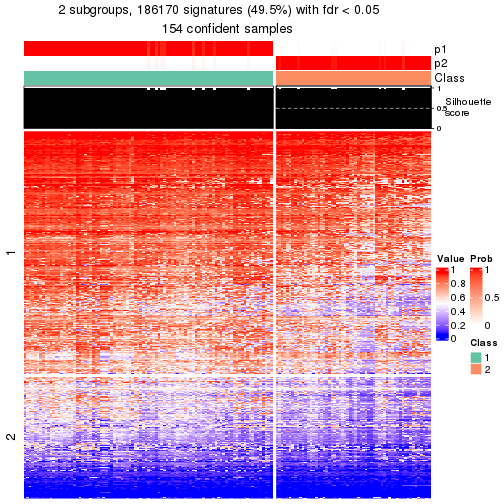 2 subgroups, 186170 signatures (49.5%) with fdr < 0.05
154 confident samples
p1
p2
Class
1
0.5
0
Silhouette
score
1
2
Value
1
0.8
0.6
0.4
0.2
0
Prob
1
0.5
0
Class
1
2